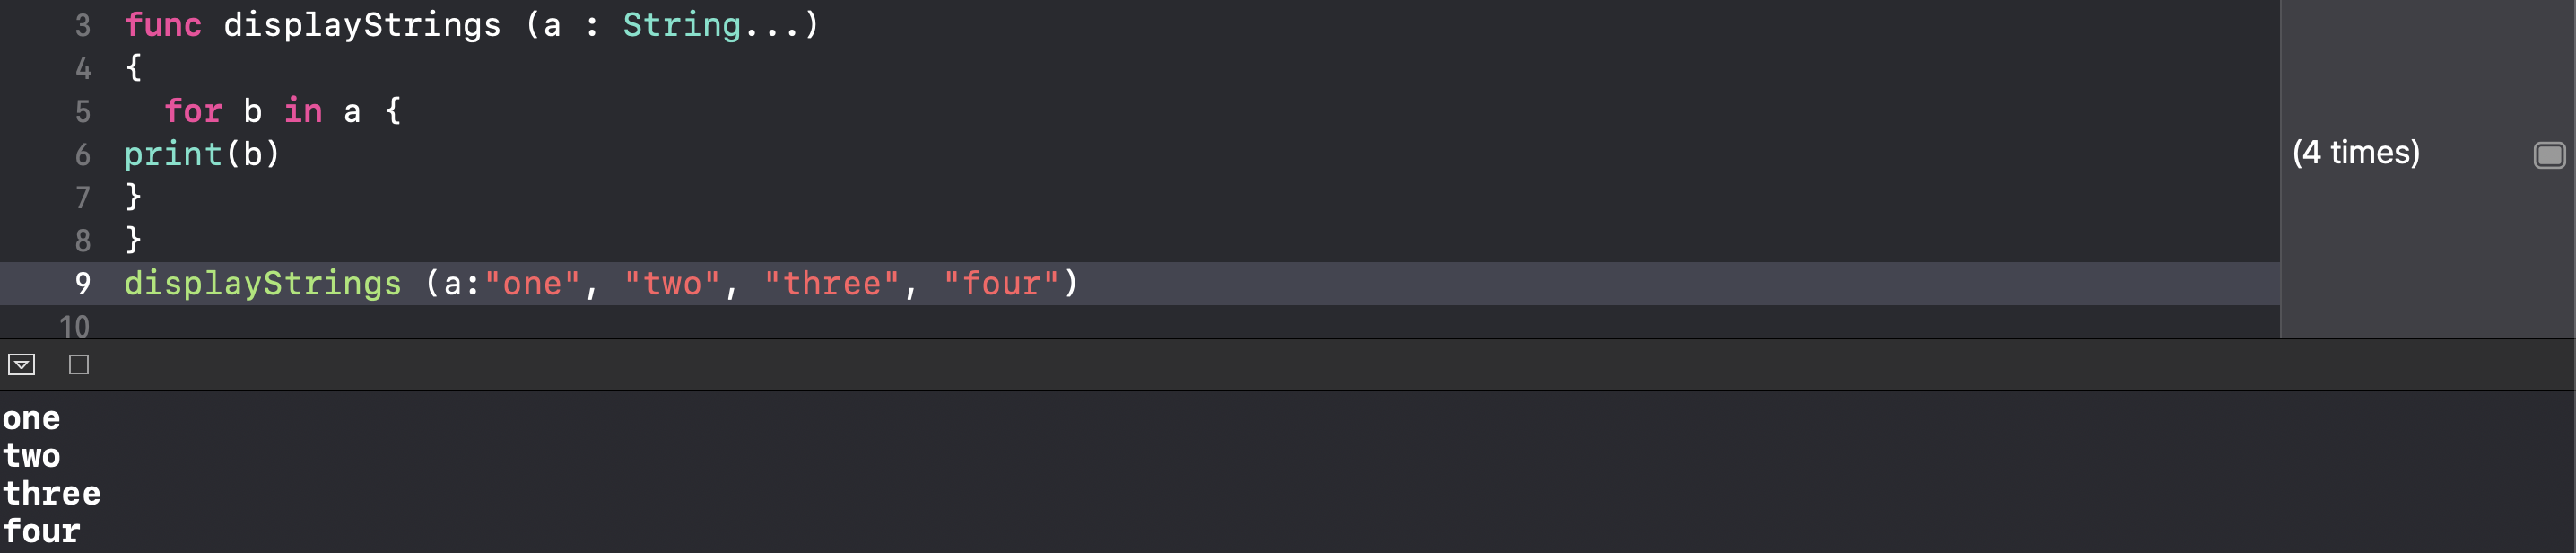 3 func displayStrings (a : String...)
4 {
5 for b in a {
6 print(b) (4 times)
7 }
8 }
9 displayStrings (a:"one", "two", "three", "four")
10
one
two
three
four